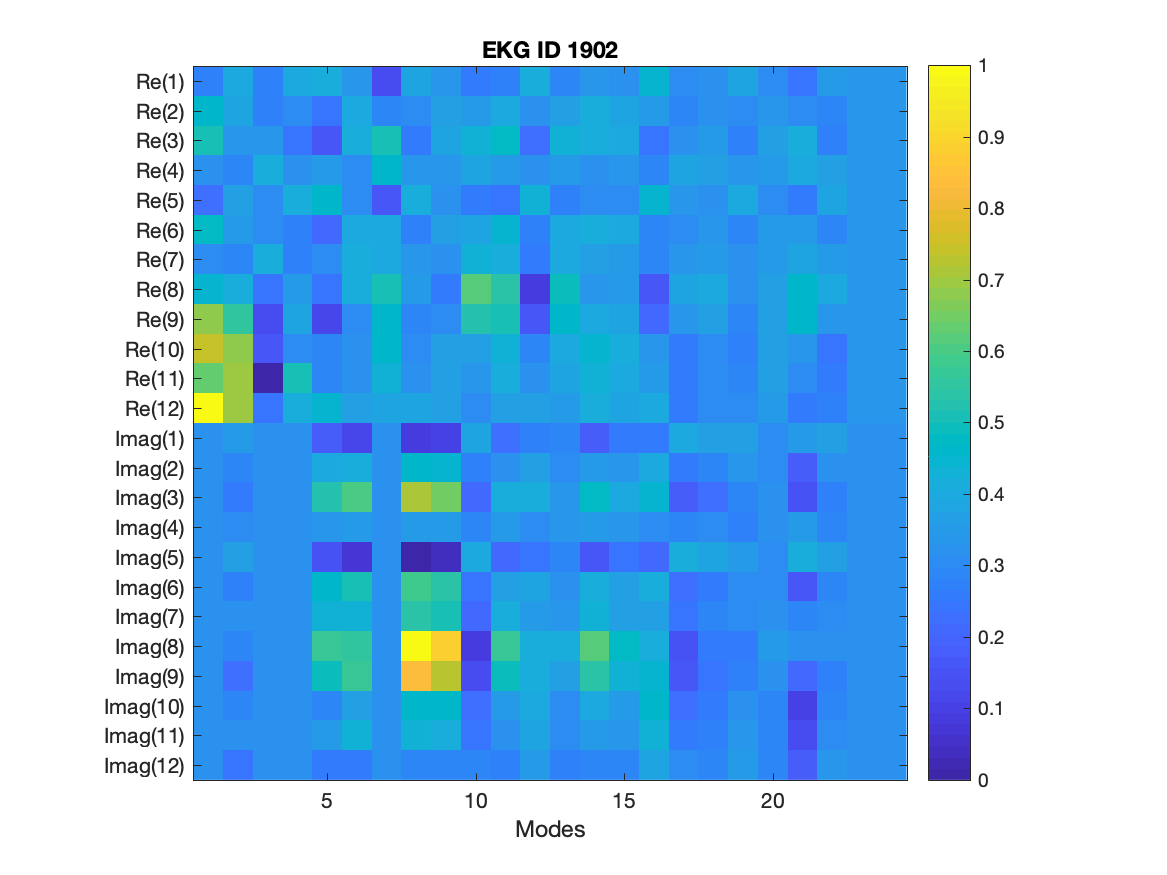 EKG ID 1902
Re(1)
Re(2)
Re(3)
Re(4)
Re(5)
Re(6)
Re(7)
Re(8)
Re(9)
Re(10)
Re(11)
Re(12)
Imag(1)
Imag(2)
Imag(3)
Imag(4)
Imag(5)
Imag(6)
Imag(7)
Imag(8)
Imag(9)
Imag(10)
Imag(11)
Imag(12)
5 10 15 20
Modes
1
0.9
0.8
0.7
0.6
0.5
0.4
0.3
0.2
0.1
0